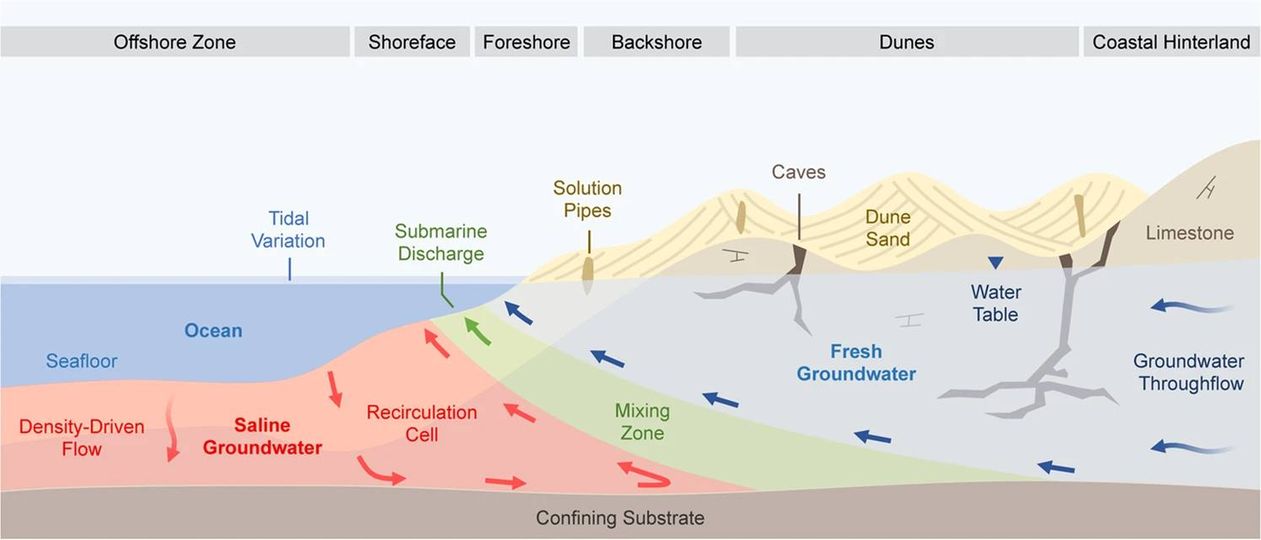 Offshore Zone
Shoreface
Foreshore
Backshore
Dunes
Coastal Hinterland
Caves
Solution
Pipes
Tidal
Variation
Submarine
Discharge
Dune
Sand
Limestone
Water
Table
Ocean
Seafloor
Fresh
Groundwater
Groundwater
Throughflow
Density-Driven
Flow
Saline
Groundwater
Recirculation
Cell
Mixing
Zone
Confining Substrate